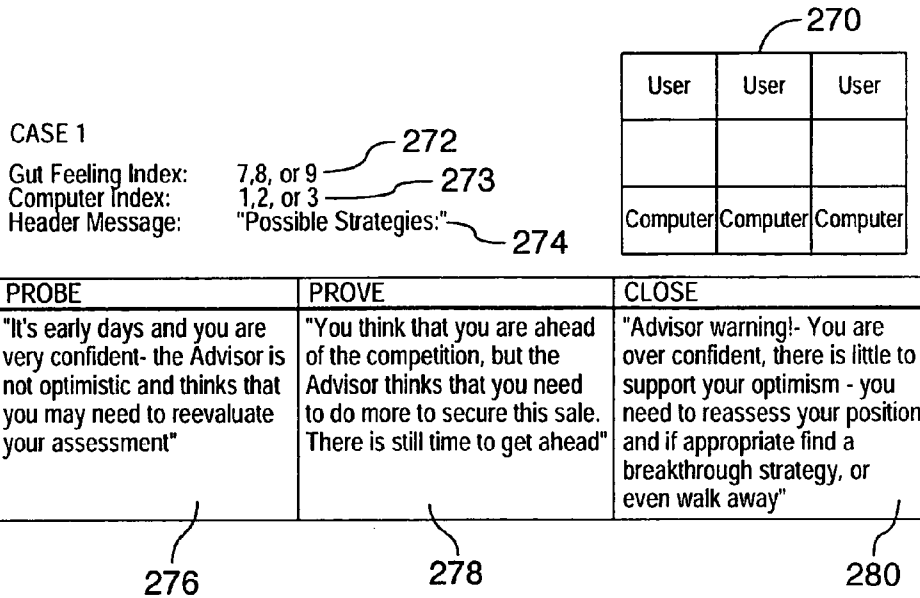 270
User User User
CASE 1
272
Gut Feeling Index: 7,8, or 9
273
Computer Index: 1,2, or 3
Header Message: "Possible Strategies:"
274
Computer Computer Computer
PROBE PROVE CLOSE
"It's early days and you are
very confident- the Advisor is
not optimistic and thinks that
you may need to reevaluate
your assessment"
"You think that you are ahead
of the competition, but the
Advisor thinks that you need
to do more to secure this sale.
There is still time to get ahead"
"Advisor warning!- You are
over confident, there is little to
support your optimism - you
need to reassess your position
and if appropriate find a
breakthrough strategy, or
even walk away"
276 278 280